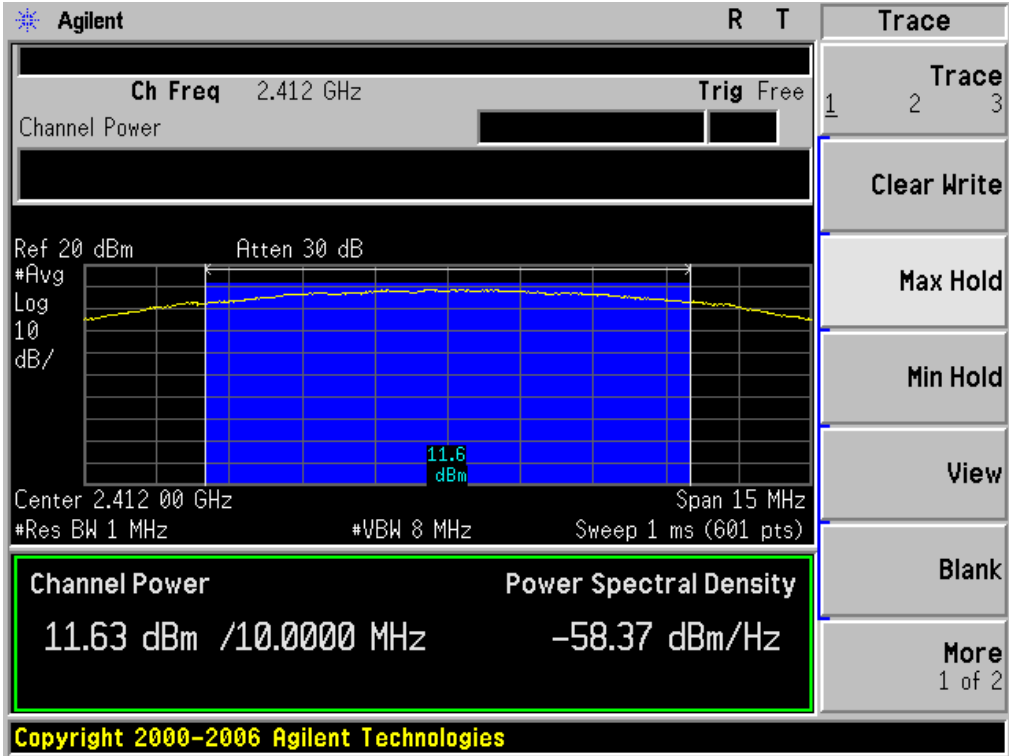 Agilent R T Trace
Ch Freq 2.412 GHz Trig Free
Channel Power
Trace
1 2 3
Clear Write
Max Hold
Min Hold
View
Blank
More
1 of 2
Ref 20 dBm Atten 30 dB
#Avg
Log
10
dB/
11.6
dBm
Center 2.412 00 GHz Span 15 MHz
#Res BW 1 MHz #VBW 8 MHz Sweep 1 ms (601 pts)
Channel Power Power Spectral Density
11.63 dBm /10.0000 MHz -58.37 dBm/Hz
Copyright 2000-2006 Agilent Technologies